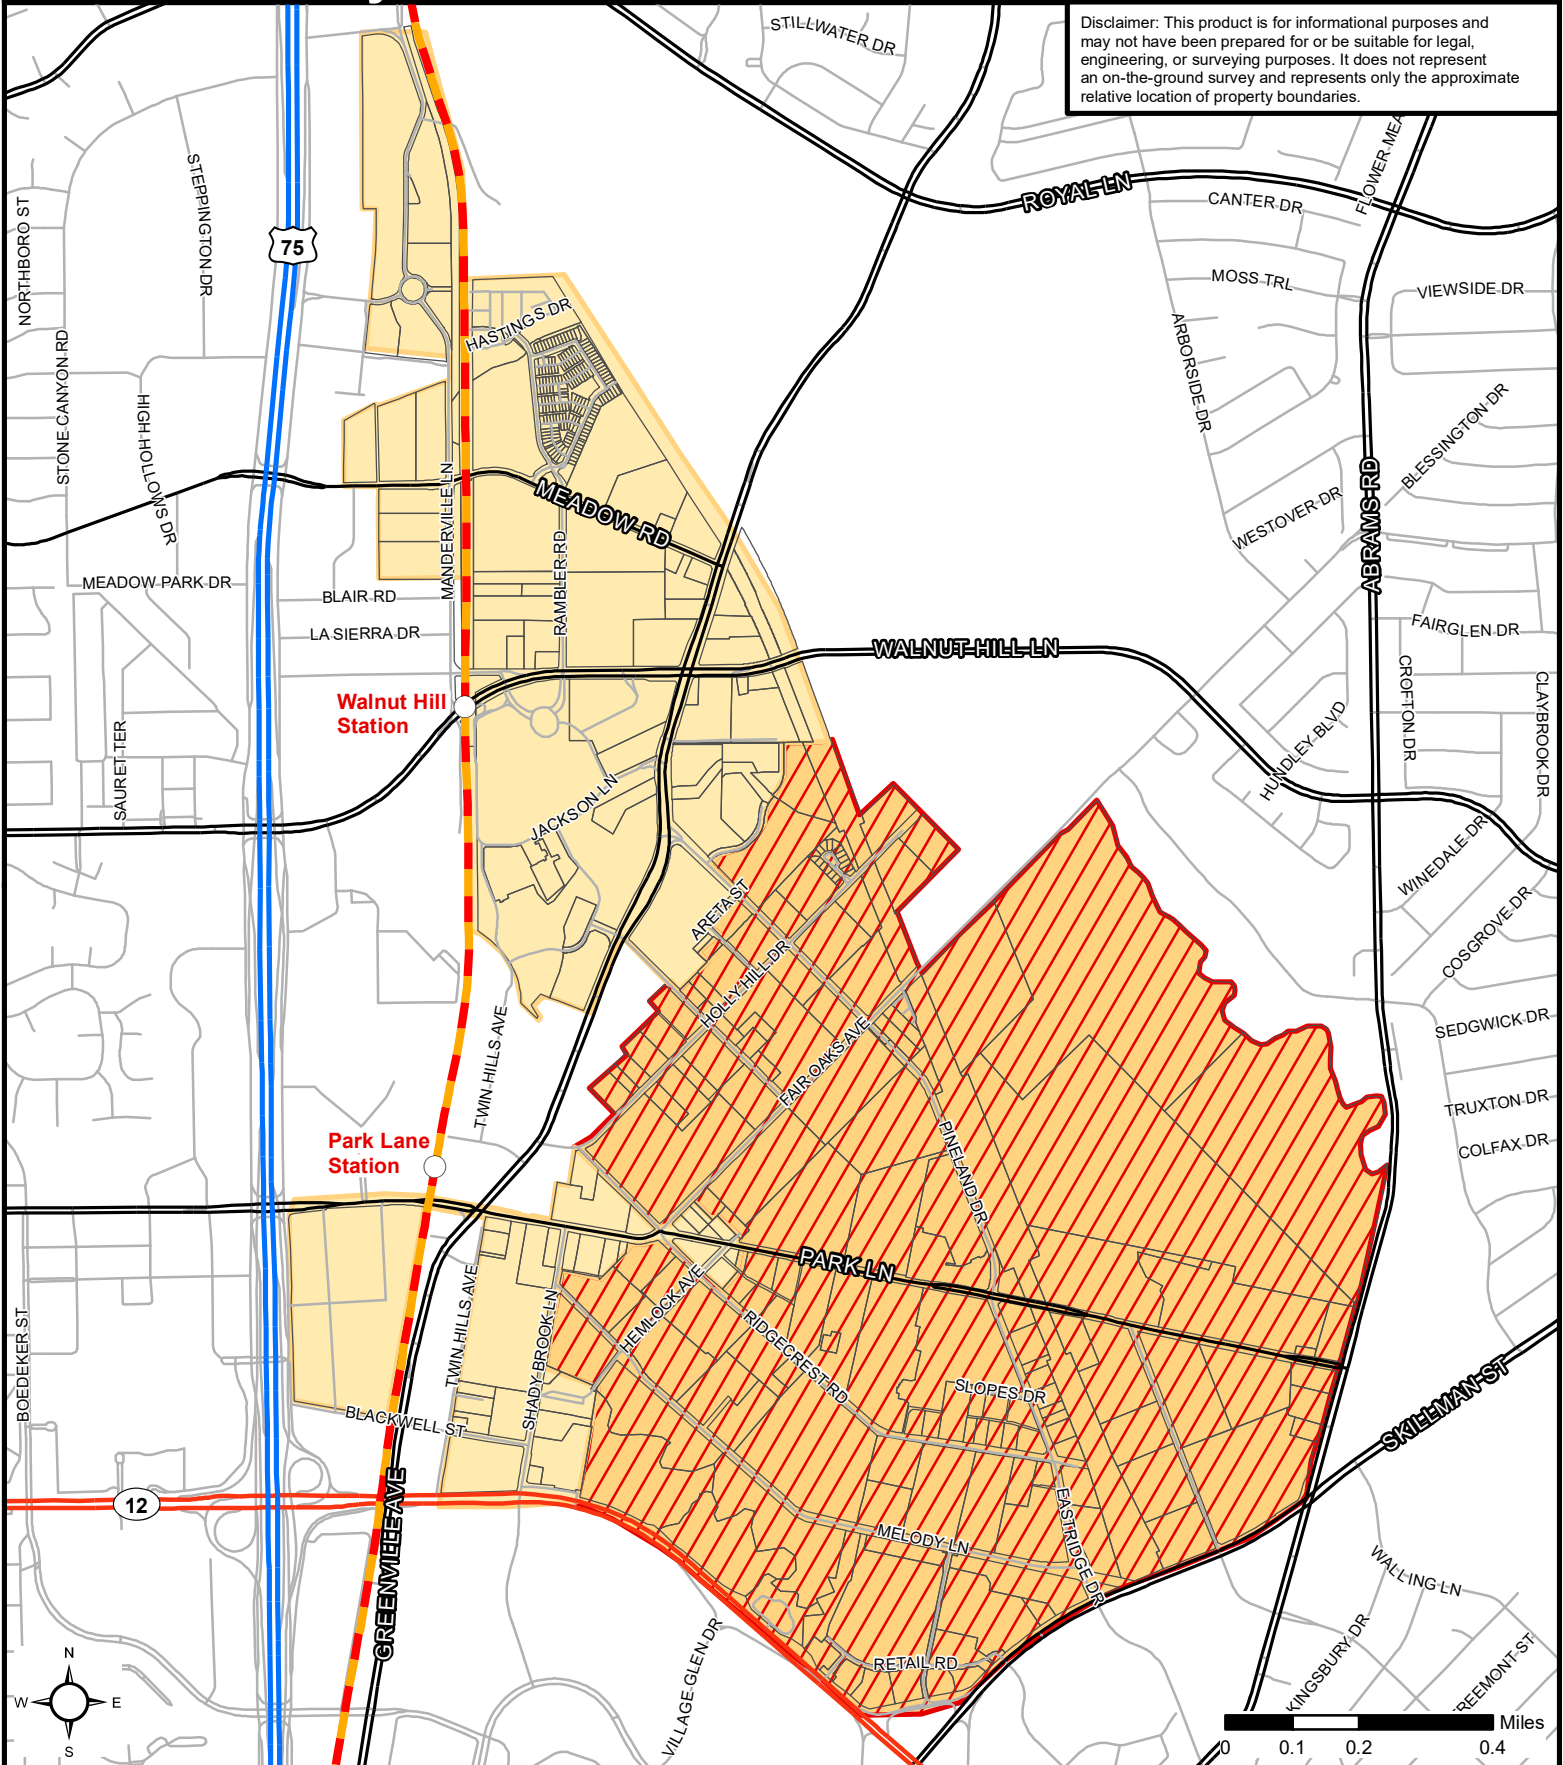 Disclaimer: This product is for informational purposes and
may not have been prepared for or be suitable for legal,
engineering, or surveying purposes. It does not represent
an on-the-ground survey and represents only the approximate
relative location of property boundaries.
STILLWATER DR
ROYAL LN
CANTER DR
FLOWER MEA
STEPPINGTON DR
NORTHBORO ST
75
MOSS TRL
VIEWSIDE DR
HASTINGS DR
ARBORSIDE DR
STONE CANYON RD
HIGH HOLLOWS DR
BLESSINGTON DR
MANDERVILLE LN
MEADOW RD
WESTOVER DR
ABRAMS RD
RAMBLER RD
MEADOW PARK DR
BLAIR RD
LA SIERRA DR
FAIRGLEN DR
WALNUT HILL LN
CROFTON DR
CLAYBROOK DR
Walnut Hill
Station
SAURET TER
HUNDLEY BLVD
JACKSON LN
WINEDALE DR
ARETA ST
COSGROVE DR
HOLLY HILL DR
SEDGWICK DR
TWIN HILLS AVE
FAIR OAKS AVE
TRUXTON DR
Park Lane
Station
COLFAX DR
PINELAND DR
PARK LN
TWIN HILLS AVE
SHADY BROOK LN
HEMLOCK AVE
RIDGECREST RD
BOEDEKER ST
SLOPES DR
SKILLMAN ST
BLACKWELL ST
12
GREENVILLE AVE
MELODY LN
EASTRIDGE DR
WALLING LN
VILLAGE GLEN DR
RETAIL RD
KINGSBURY DR
REEMONT ST
N
W
E
S
Miles
0
0.1
0.2
0.4